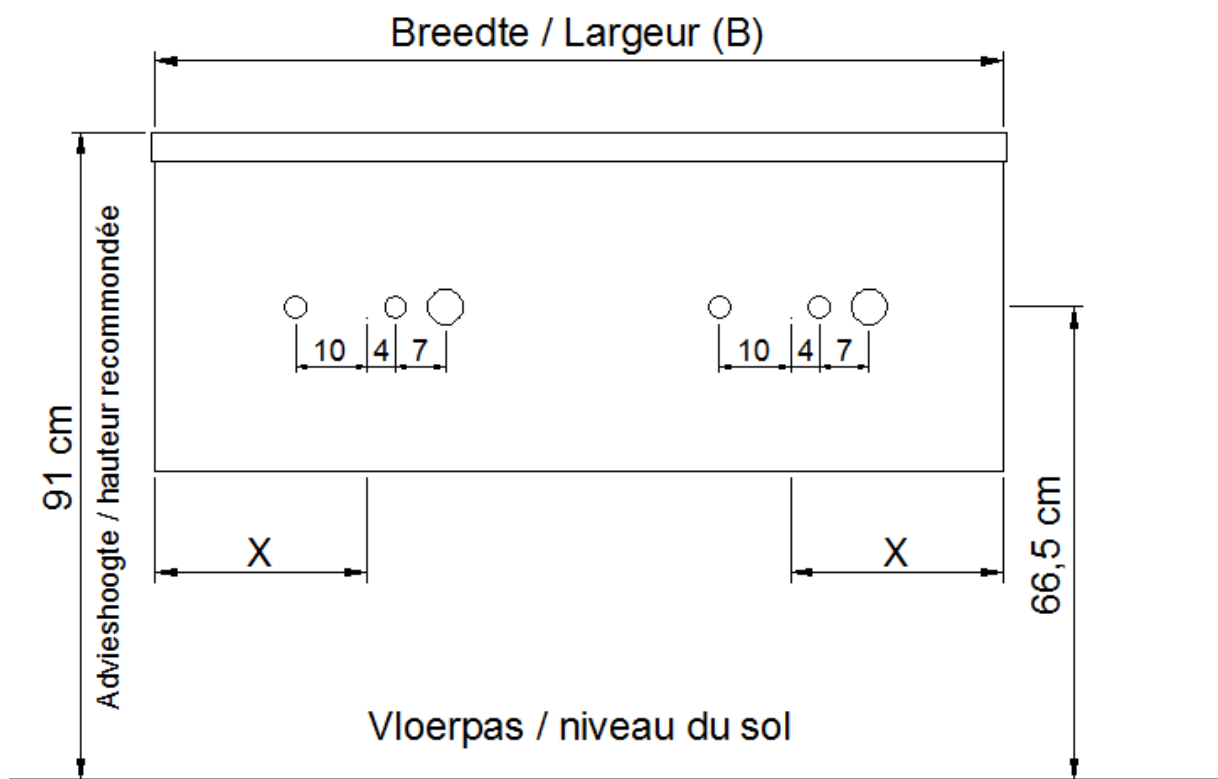 Breedte / Largeur (B)
91 cm
Advieshoogte / hauteur recommondée
10 4 7
10 4 7
X
X
66,5 cm
Vloerpas / niveau du sol